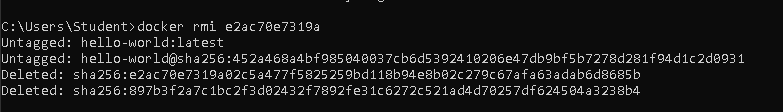 C:\Users\Student>docker rmi e2ac70e7319a
Untagged: hello-world:latest
Untagged: hello-world@sha256:452a468a4bf985040037cb6d5392410206e47db9bf5b7278d281f94d1c2d0931
Deleted: sha256:e2ac70e7319a02c5a477f5825259bd118b94e8b02c279c67afa63adab6d8685b
Deleted: sha256:897b3f2a7c1bc2f3d02432f7892fe31c6272c521ad4d70257df624504a3238b4